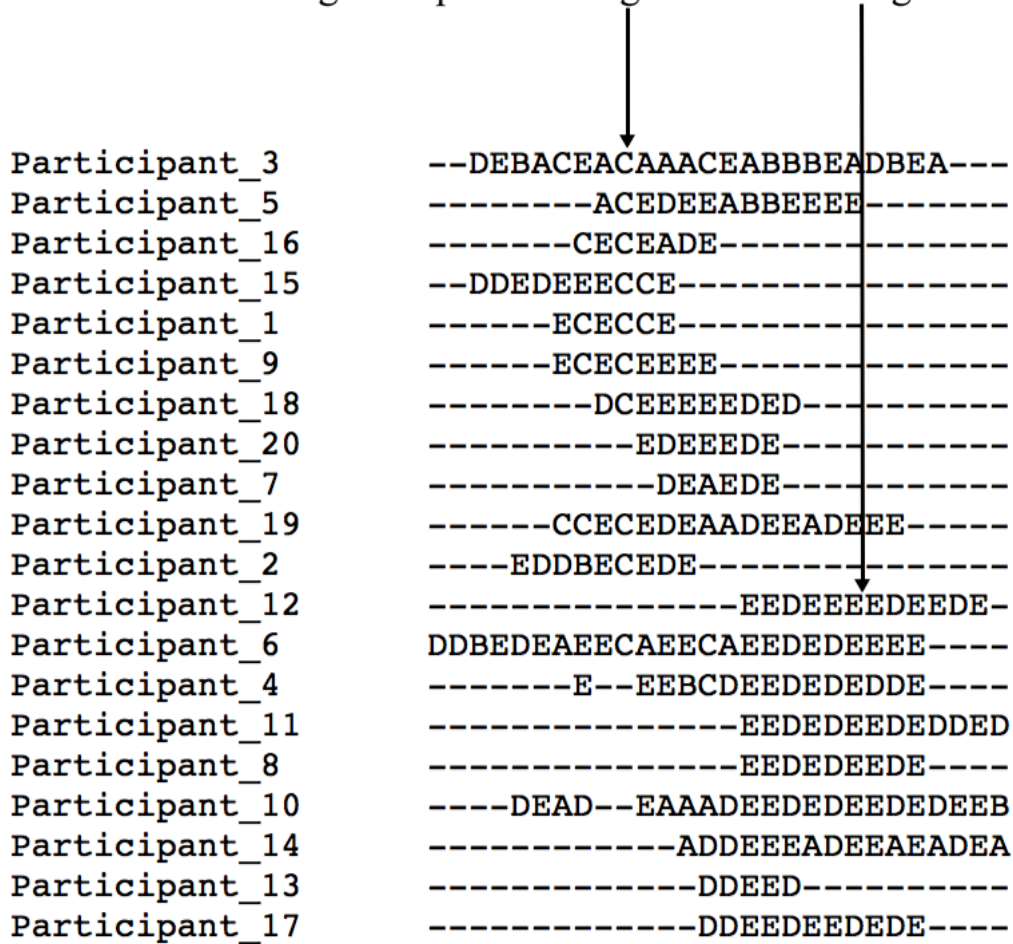 Participant_3 --DEBACEACAAACEABBBEADBEA---
Participant_5 --------ACEDEEABBEEEE-------
Participant_16 -------CECEADE--------------
Participant_15 --DDEDEEECCE----------------
Participant_1 ------ECECCE----------------
Participant_9 ------ECECEEEE--------------
Participant_18 --------DCEEEEEDED----------
Participant_20 ----------EDEEEDE-----------
Participant_7 -----------DEAEDE-----------
Participant_19 ------CCECEDEAADEEADEEE-----
Participant_2 ----EDDBECEDE---------------
Participant_12 ---------------EEDEEEEDEEDE-
Participant_6 DDBEDEAEECAEECAEEDEDEEEE----
Participant_4 -------E--EEBCDEEDEDEDDE----
Participant_11 ---------------EEDEDEEDEDDED
Participant_8 ---------------EEDEDEEDE----
Participant_10 ----DEAD--EAAADEEDEDEEDEDEEB
Participant_14 ------------ADDEEEADEEAEADEA
Participant_13 -------------DDEED----------
Participant_17 -------------DDEEDEEDEDE----